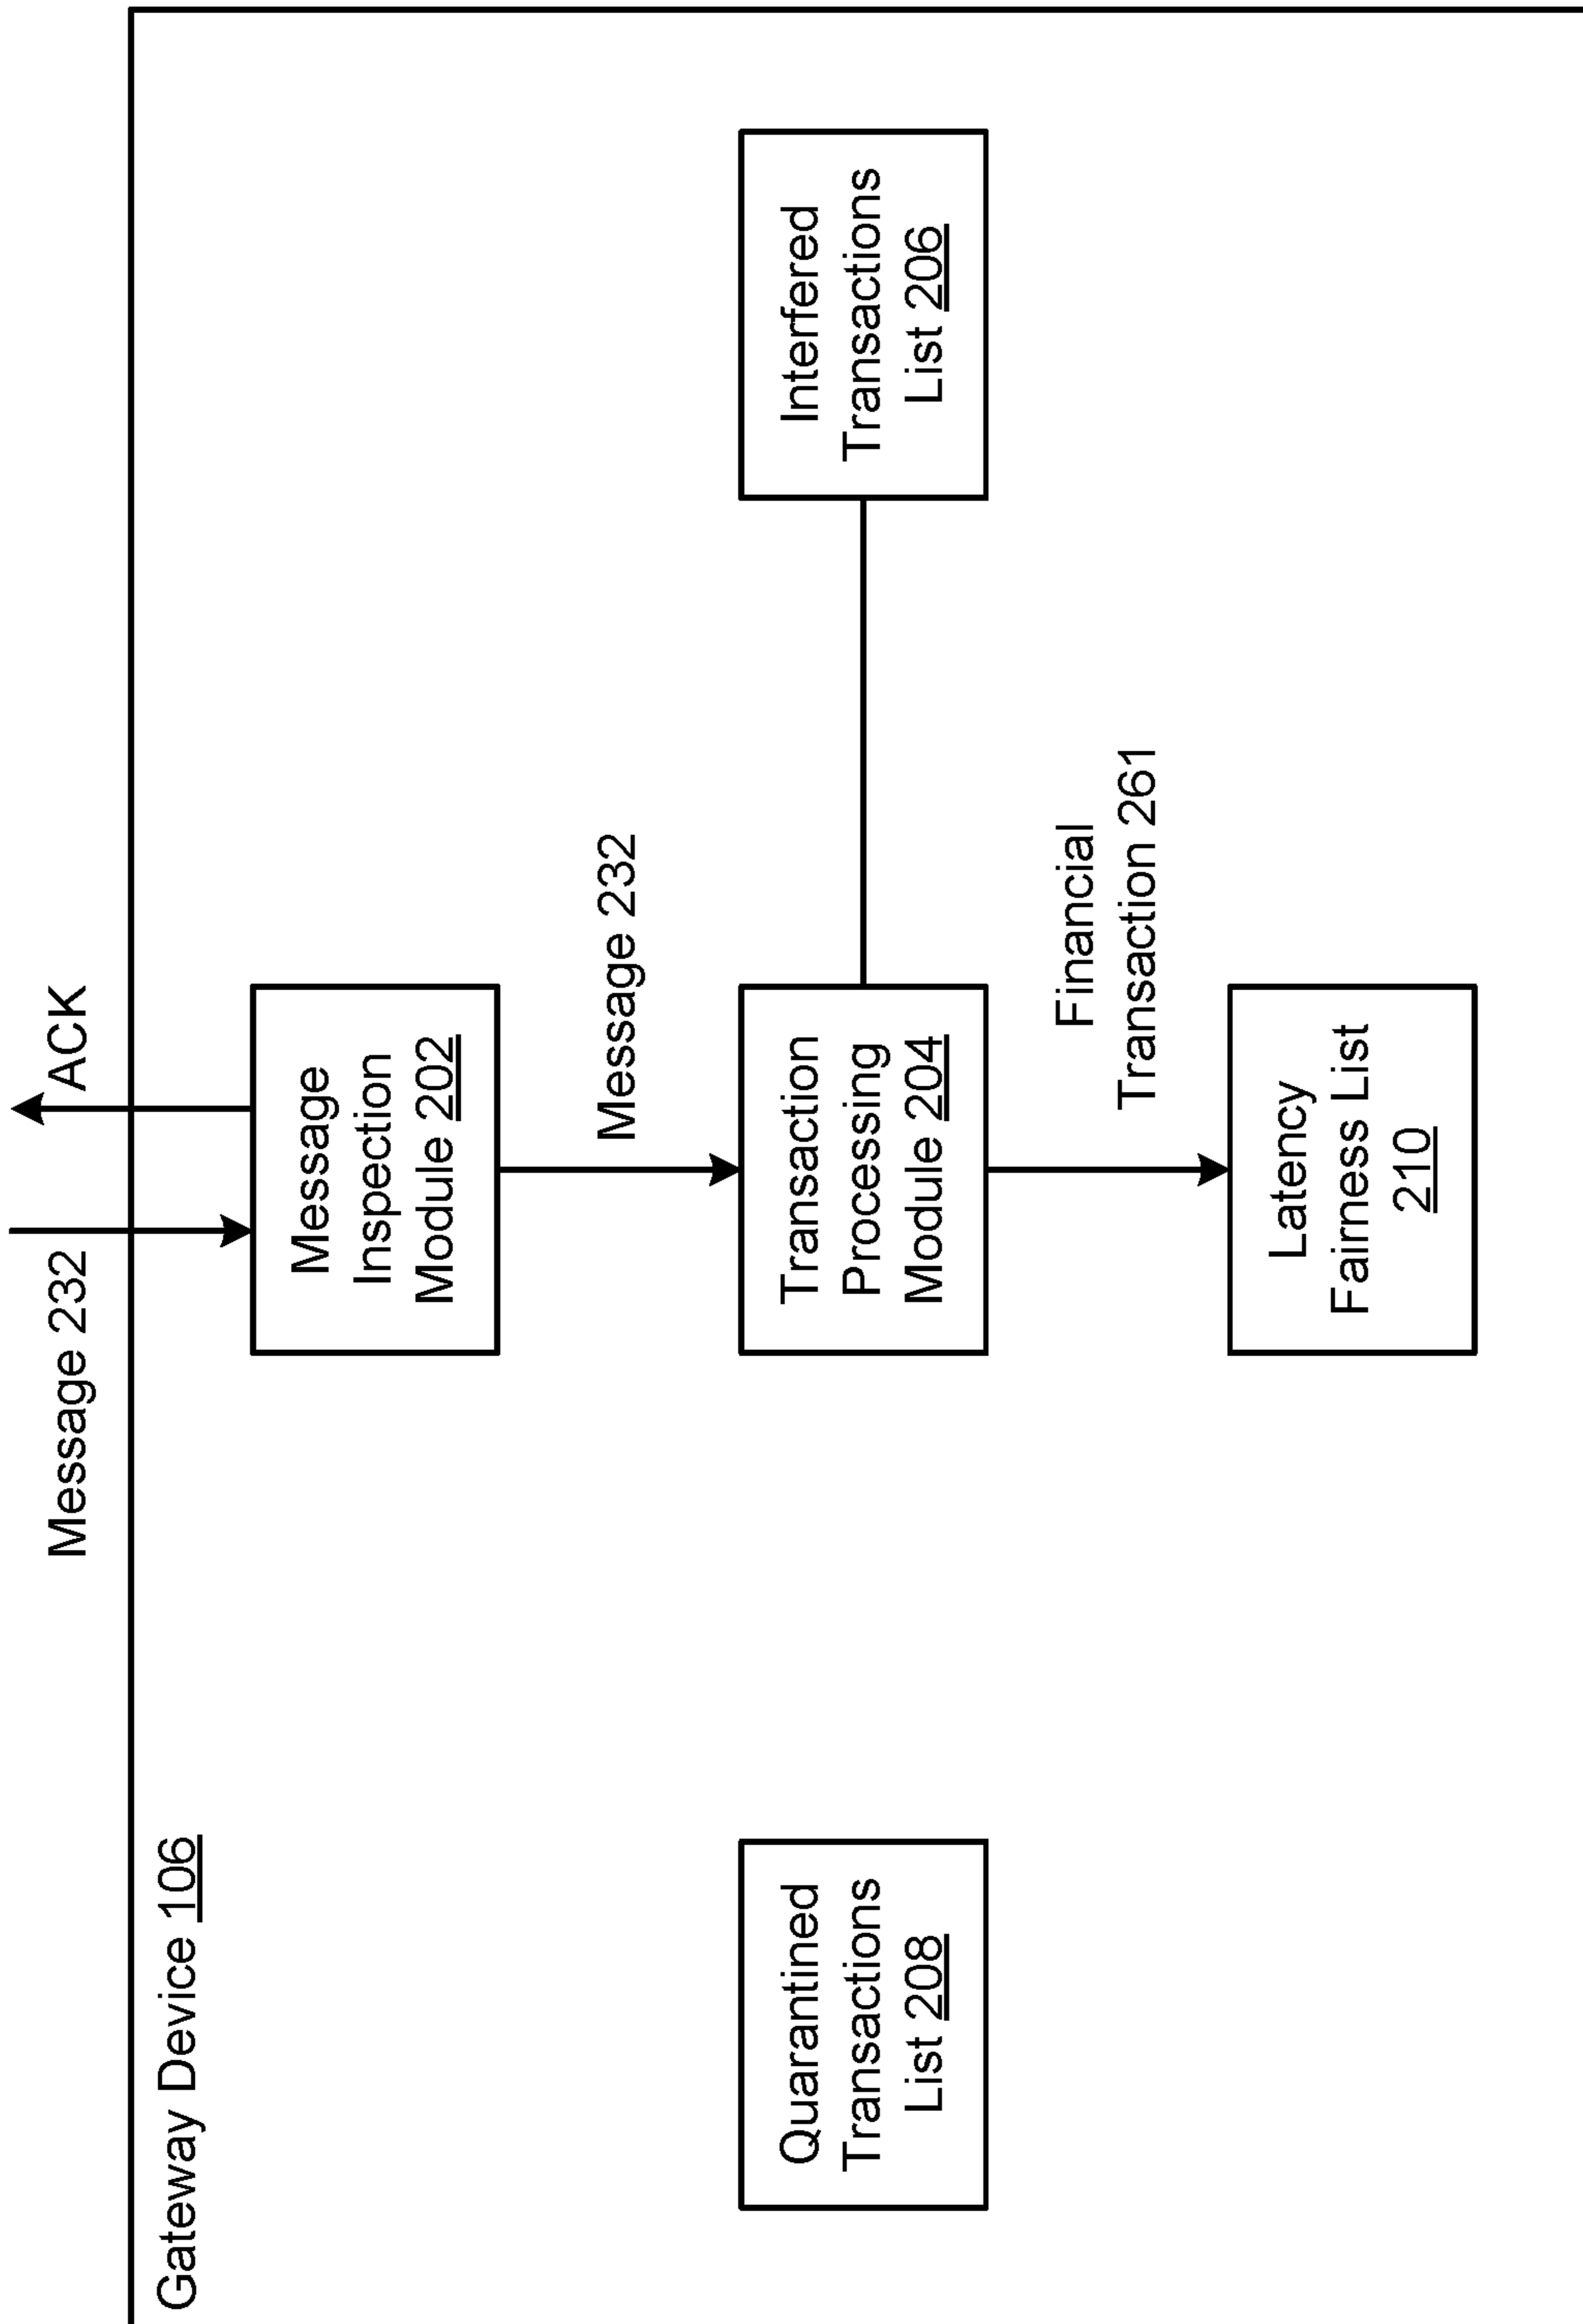 Message 232
ACK
Gateway Device 106
Message
Inspection
Module 202
Message 232
Quarantined
Transactions
List 208
Transaction
Processing
Module 204
Interfered
Transactions
List 206
Financial
Transaction 261
Latency
Fairness List
210